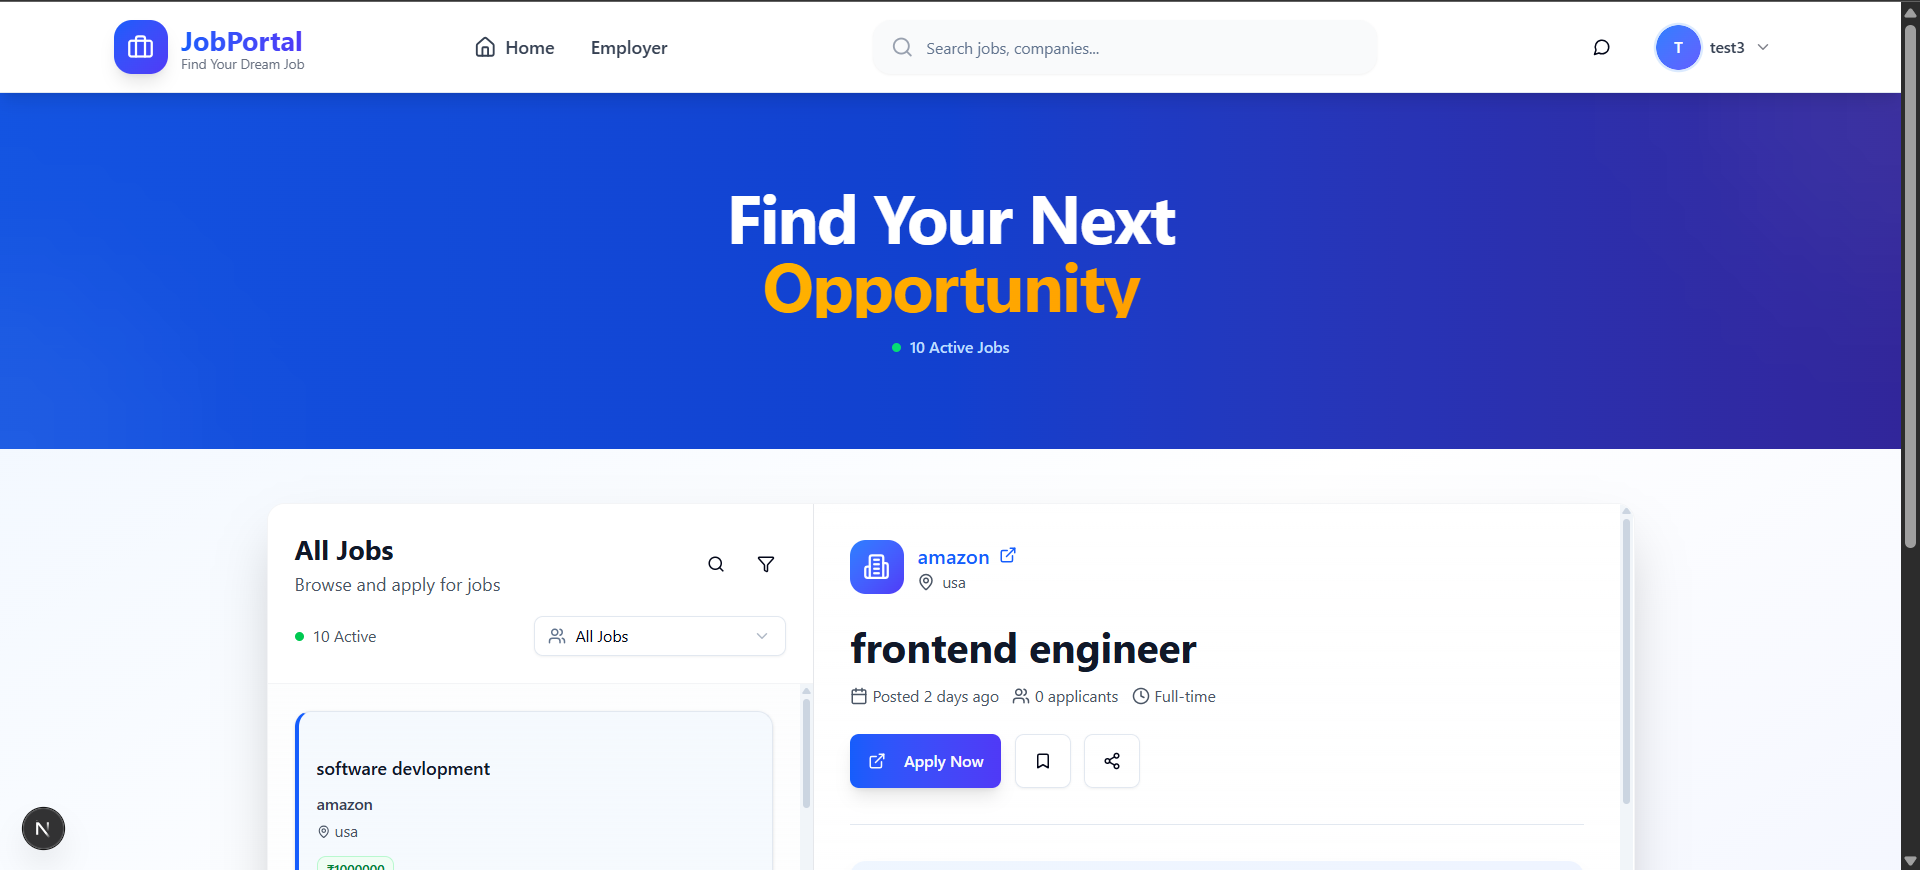 JobPortal
Find Your Dream Job
Home
Employer
Search jobs, companies...
T
test3
Find Your Next
Opportunity
10 Active Jobs
All Jobs
Browse and apply for jobs
10 Active
All Jobs
software devlopment
amazon
usa
₹1000000
amazon
usa
frontend engineer
Posted 2 days ago
0 applicants
Full-time
Apply Now
N